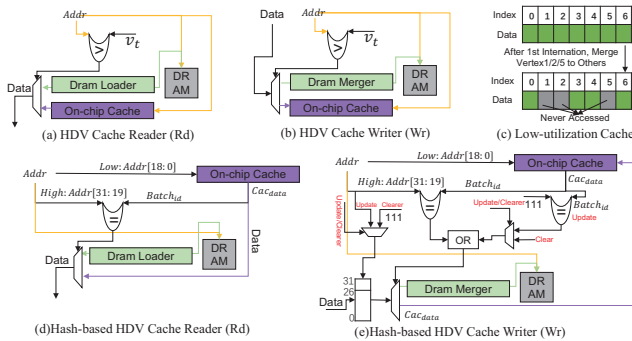 Addr
v_t
>
Dram Loader
DR
AM
Data
On-chip Cache
(a) HDV Cache Reader (Rd)
Data
Addr
v_t
>
Dram Merger
DR
AM
On-chip Cache
(b) HDV Cache Writer (Wr)
Index 0 1 2 3 4 5 6
Data
After 1st Internation, Merge
Vertex1/2/5 to Others
Index 0 1 2 3 4 5 6
Data
Never Accessed
(c) Low-utilization Cache
Low: Addr[18: 0]
On-chip Cache
Addr
High: Addr[31: 19]
Batch_id
Cac_data
=
Data
Dram Loader
DR
AM
Data
(d)Hash-based HDV Cache Reader (Rd)
Low: Addr[18: 0]
On-chip Cache
Addr
Cac_data
High: Addr[31: 19]
Batch_id
Batch_id
Update/Clearer
Update Clearer
111
=
Update/Clearer
111
=
Update
OR
Clear
31
26
0
Data
Dram Merger
DR
AM
Cac_data
(e)Hash-based HDV Cache Writer (Wr)